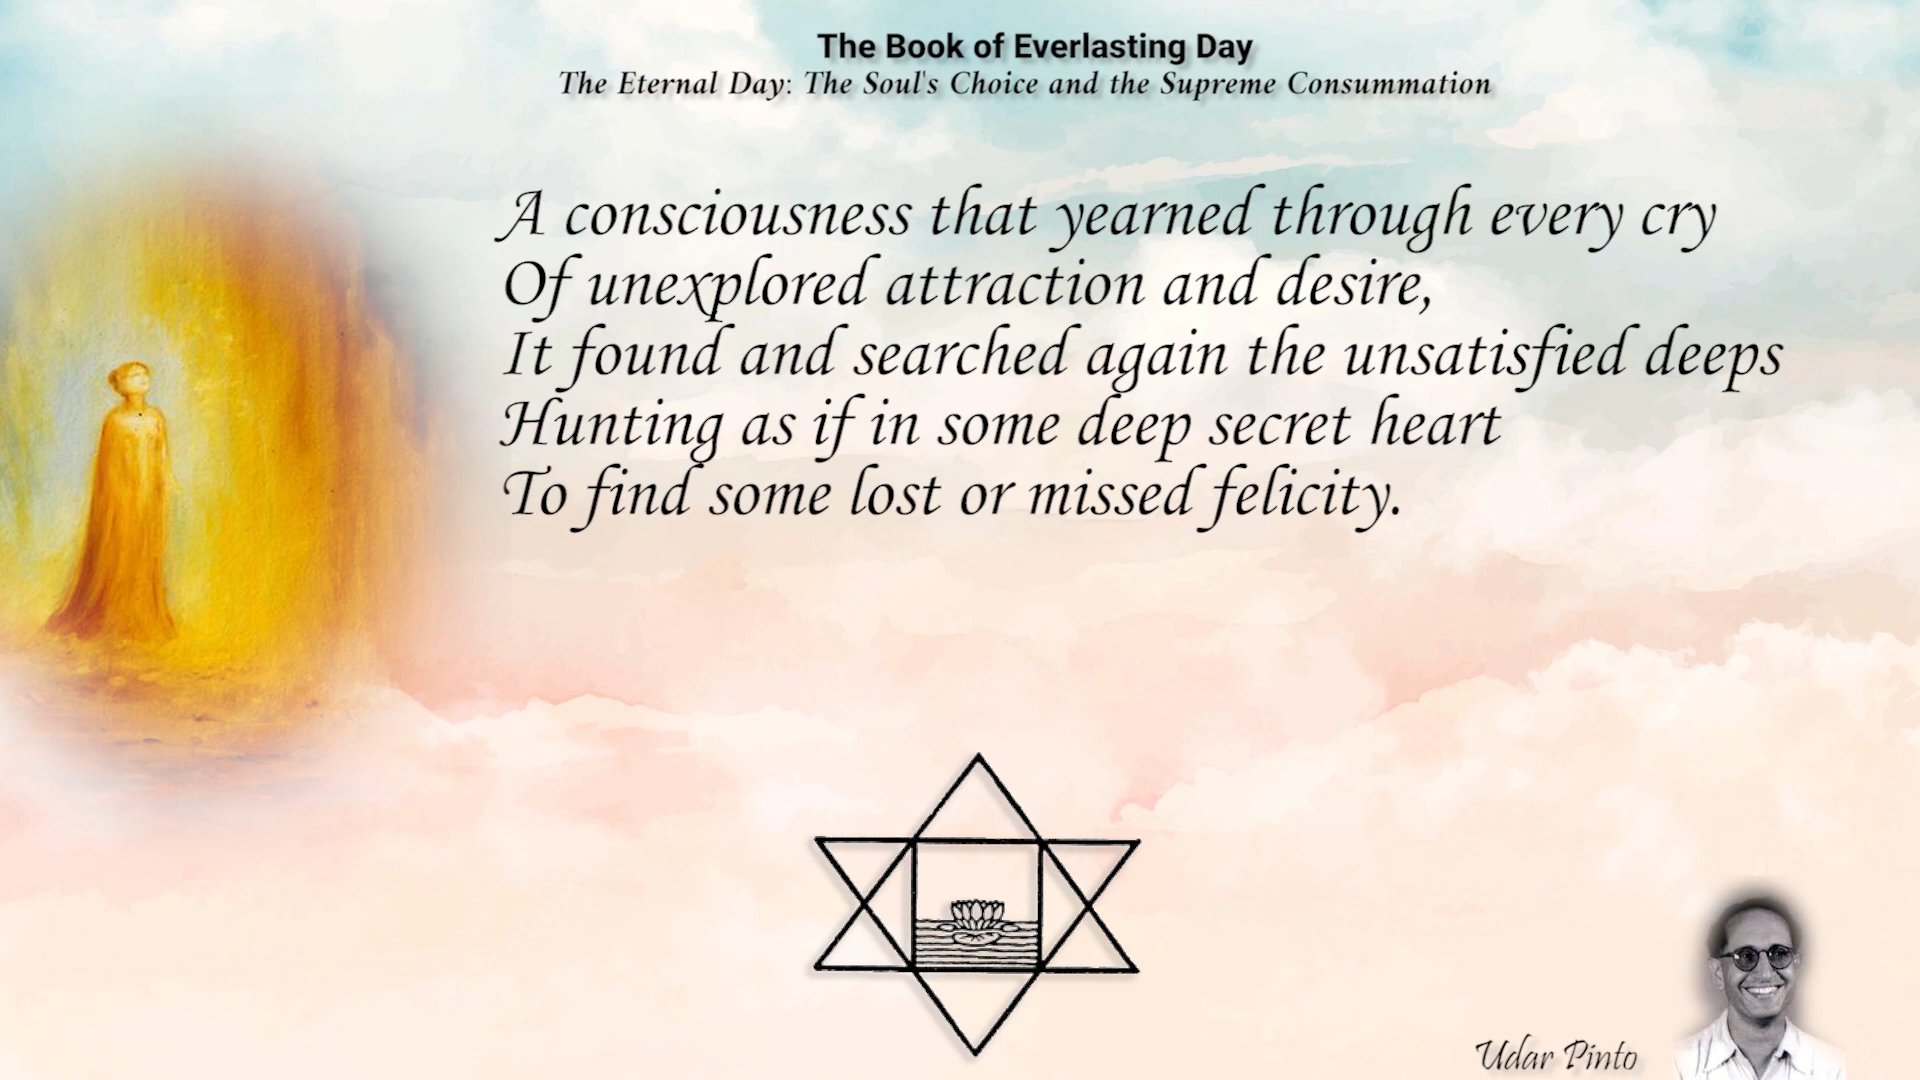 The Book of Everlasting Day
The Eternal Day: The Soul's Choice and the Supreme Consummation
A consciousness that yearned through every cry
Of unexplored attraction and desire,
It found and searched again the unsatisfied deeps
Hunting as if in some deep secret heart
To find some lost or missed felicity.
Udar Pinto